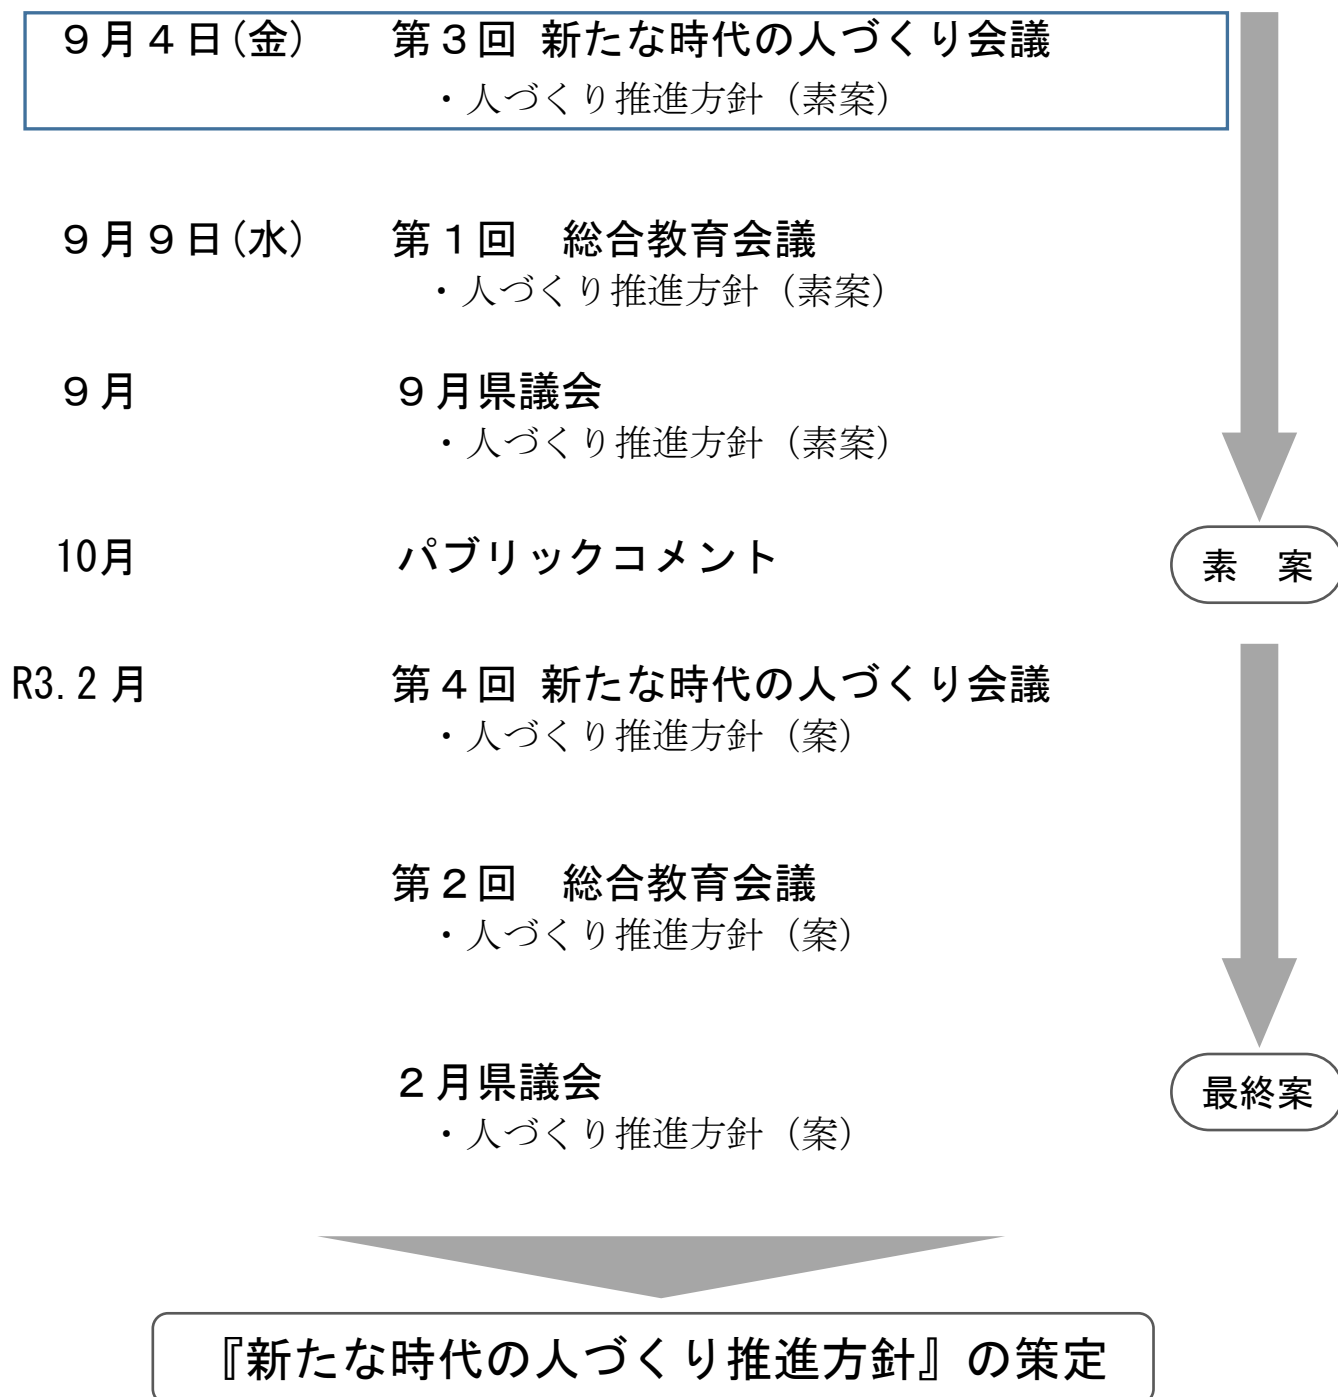 ９月４日(金)　第３回 新たな時代の人づくり会議
・人づくり推進方針（素案）
９月９日(水)　第１回　総合教育会議
・人づくり推進方針（素案）
９月　９月県議会
・人づくり推進方針（素案）
10月　パブリックコメント
素　案
R3.２月　第４回 新たな時代の人づくり会議
・人づくり推進方針（案）
第２回　総合教育会議
・人づくり推進方針（案）
２月県議会
最終案
・人づくり推進方針（案）
『新たな時代の人づくり推進方針』の策定